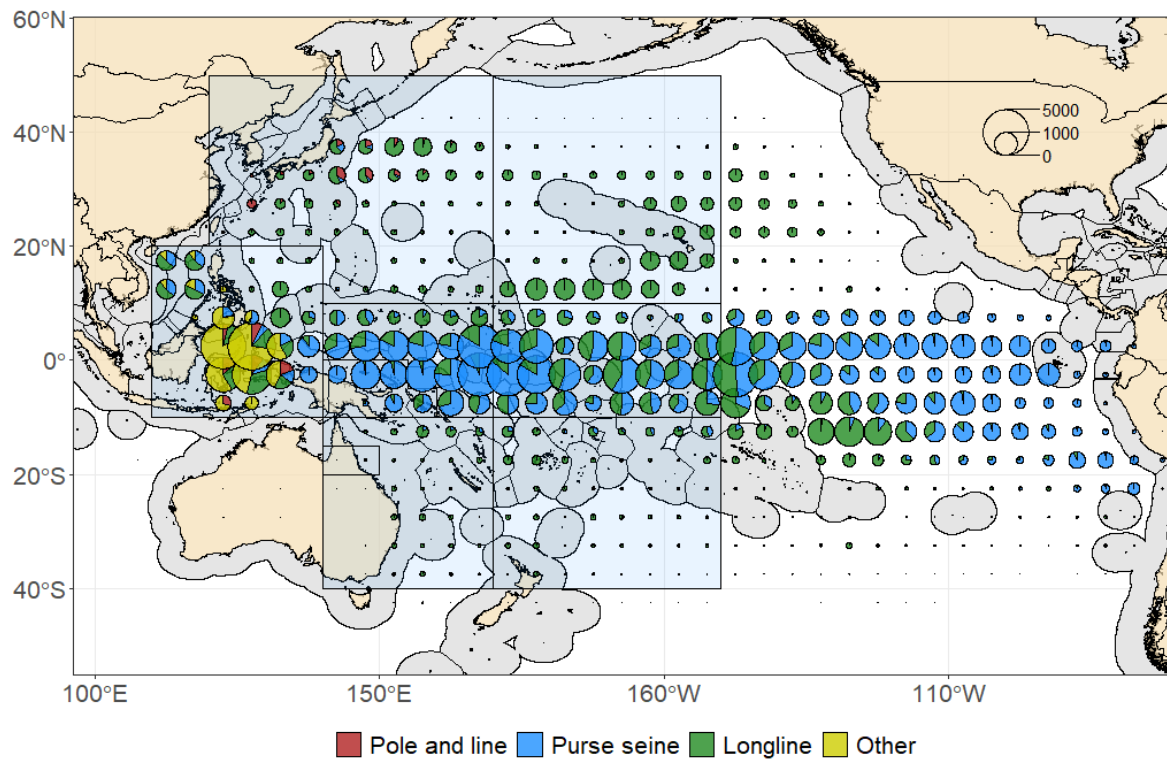 60°N
40°N
20°N
0°
20°S
40°S
5000
1000
0
100°E
150°E
160°W
110°W
Pole and line
Purse seine
Longline
Other